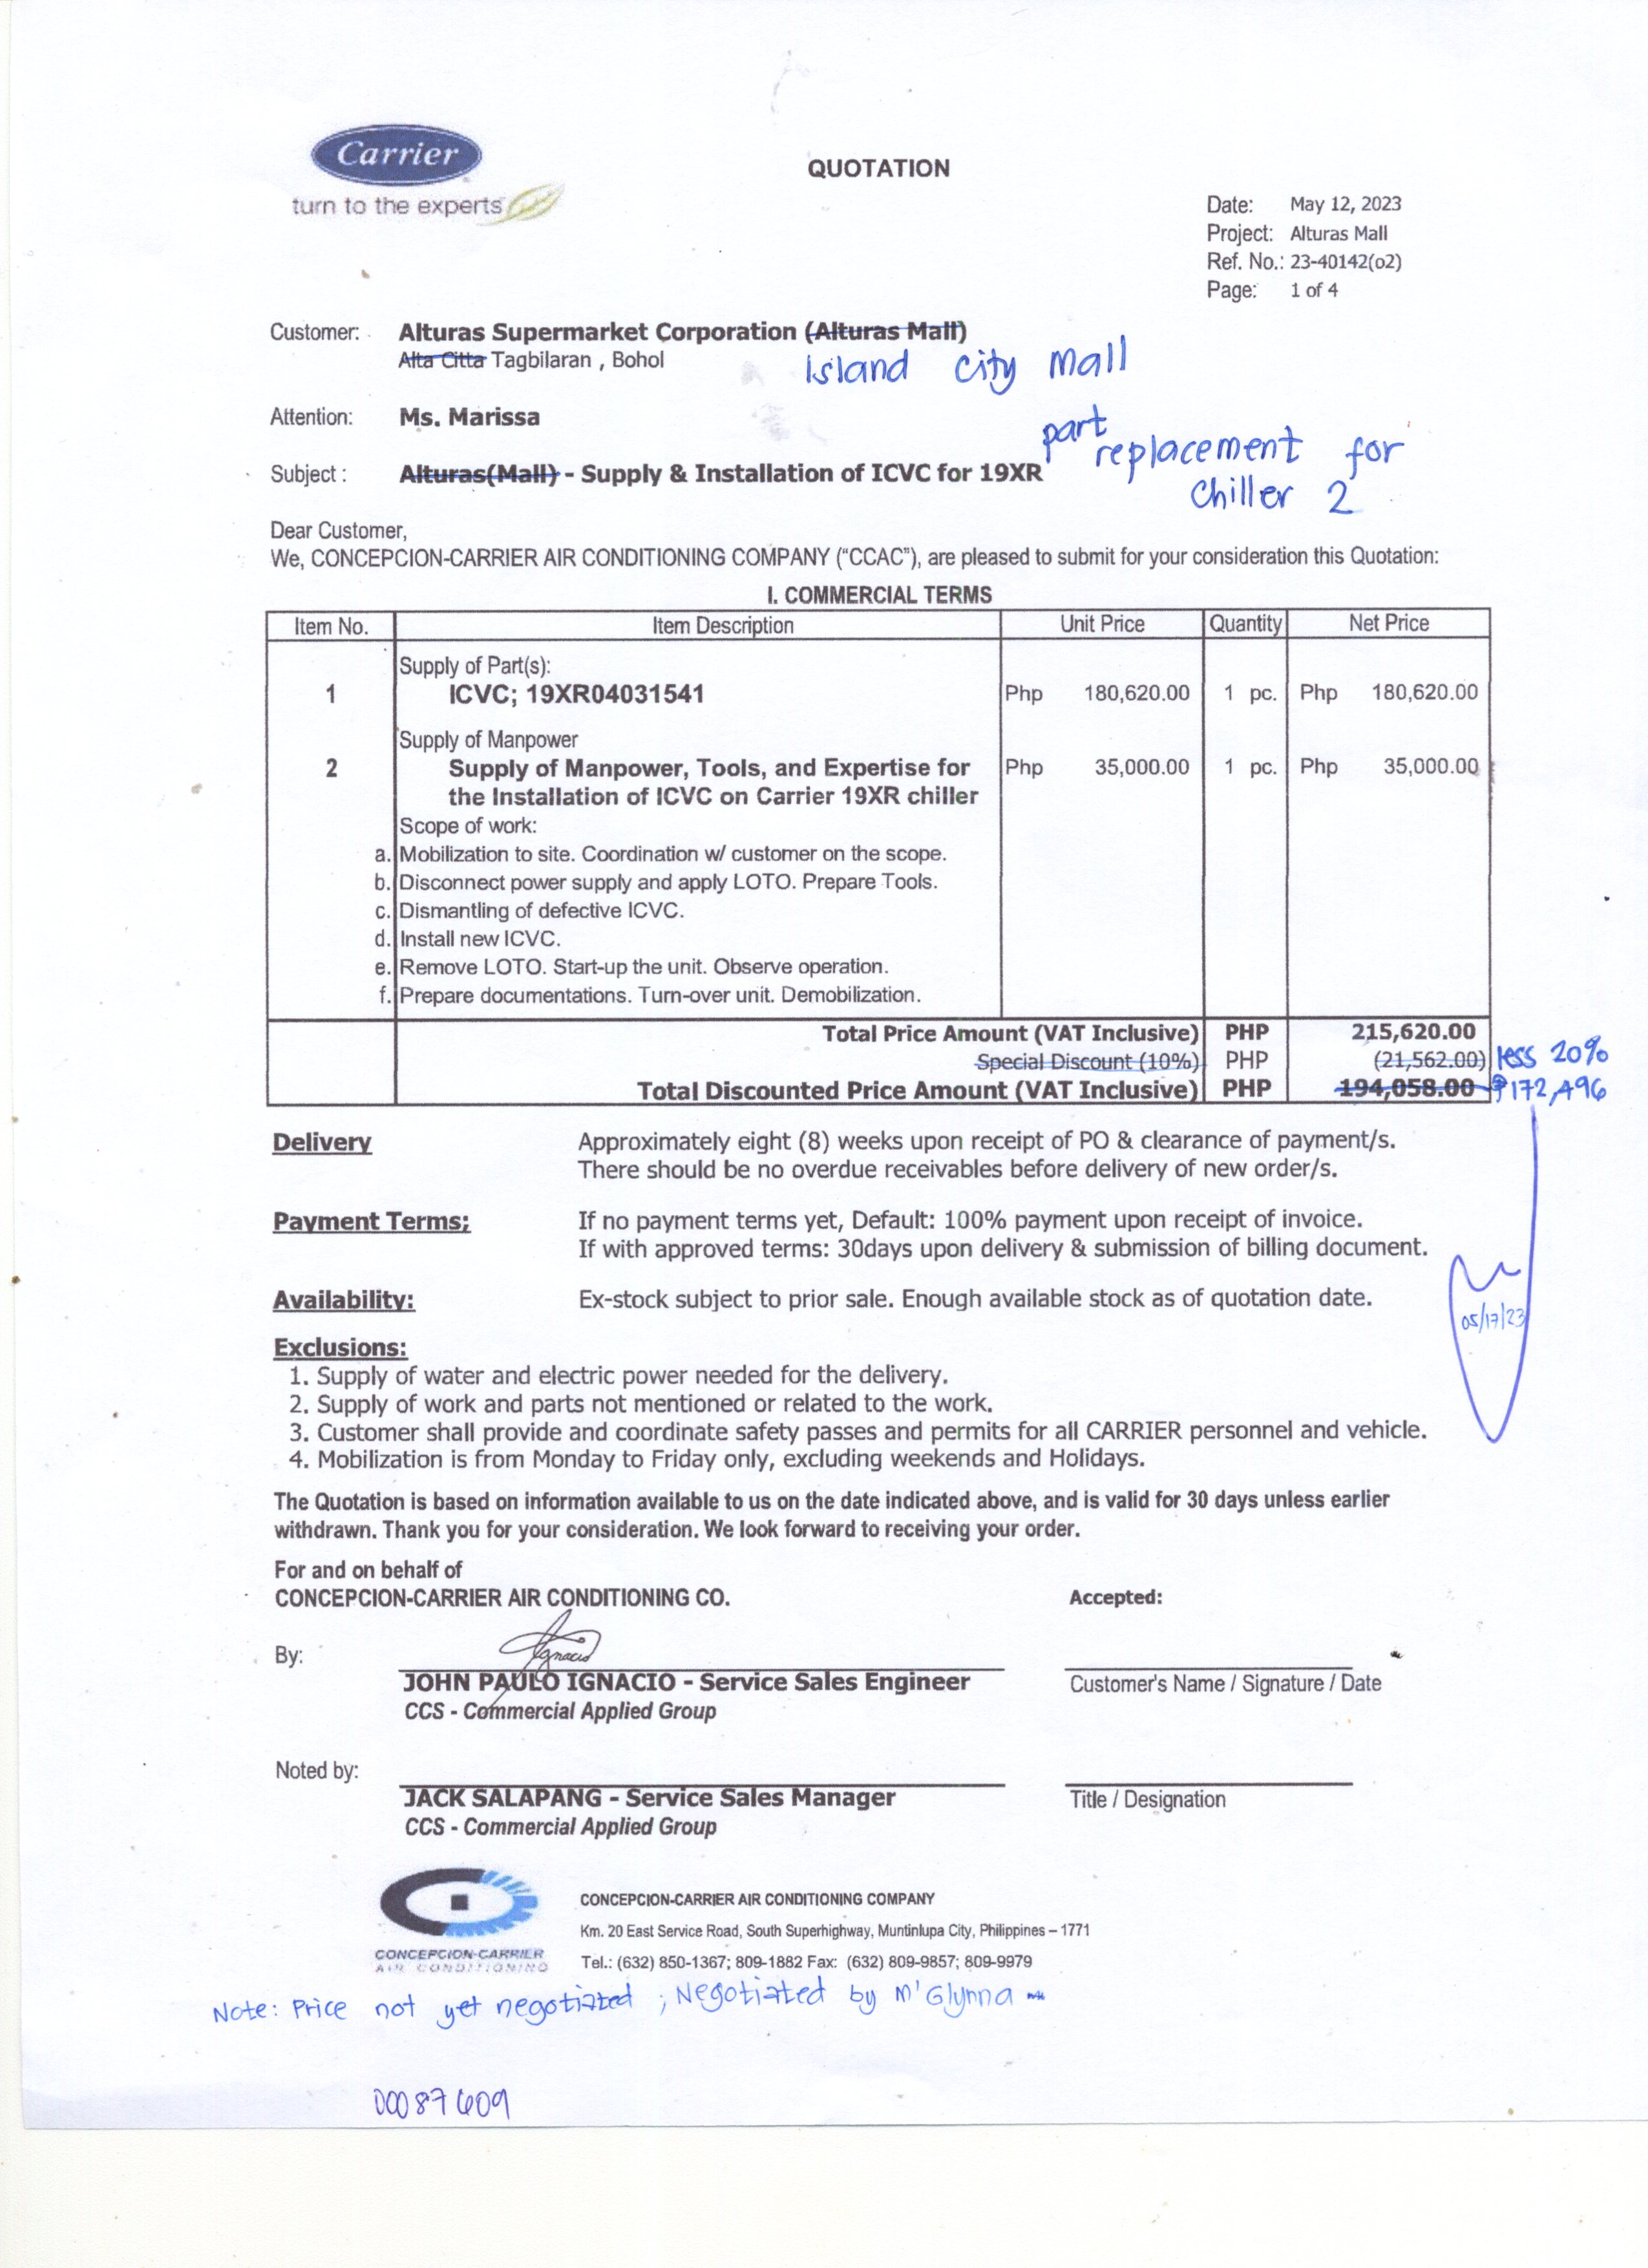 Carrier
turn to the experts
QUOTATION
Date: May 12, 2023
Project: Alturas Mall
Ref. No.: 23-40142(o2)
Page: 1 of 4
Customer: Alturas Supermarket Corporation (Alturas Mall)
Alta Citta Tagbilaran , Bohol
Island City Mall
Attention: Ms. Marissa
Subject : Alturas(Mall) - Supply & Installation of ICVC for 19XR
part
replacement for
chiller 2
Dear Customer,
We, CONCEPCION-CARRIER AIR CONDITIONING COMPANY (“CCAC”), are pleased to submit for your consideration this Quotation:
I. COMMERCIAL TERMS
Item No. Item Description Unit Price Quantity Net Price
Supply of Part(s):
1 ICVC; 19XR04031541 Php 180,620.00 1 pc. Php 180,620.00
Supply of Manpower
2 Supply of Manpower, Tools, and Expertise for Php 35,000.00 1 pc. Php 35,000.00
the Installation of ICVC on Carrier 19XR chiller
Scope of work:
a. Mobilization to site. Coordination w/ customer on the scope.
b. Disconnect power supply and apply LOTO. Prepare Tools.
c. Dismantling of defective ICVC.
d. Install new ICVC.
e. Remove LOTO. Start-up the unit. Observe operation.
f. Prepare documentations. Turn-over unit. Demobilization.
Total Price Amount (VAT Inclusive) PHP 215,620.00
Special Discount (10%) PHP (21,562.00) less 20%
Total Discounted Price Amount (VAT Inclusive) PHP 194,058.00 ₱172,496
Delivery Approximately eight (8) weeks upon receipt of PO & clearance of payment/s.
There should be no overdue receivables before delivery of new order/s.
Payment Terms; If no payment terms yet, Default: 100% payment upon receipt of invoice.
If with approved terms: 30days upon delivery & submission of billing document.
Availability: Ex-stock subject to prior sale. Enough available stock as of quotation date.
05/17/23
Exclusions:
1. Supply of water and electric power needed for the delivery.
2. Supply of work and parts not mentioned or related to the work.
3. Customer shall provide and coordinate safety passes and permits for all CARRIER personnel and vehicle.
4. Mobilization is from Monday to Friday only, excluding weekends and Holidays.
The Quotation is based on information available to us on the date indicated above, and is valid for 30 days unless earlier
withdrawn. Thank you for your consideration. We look forward to receiving your order.
For and on behalf of
CONCEPCION-CARRIER AIR CONDITIONING CO. Accepted:
Ignacio
By:
JOHN PAULO IGNACIO - Service Sales Engineer Customer's Name / Signature / Date
CCS - Commercial Applied Group
Noted by:
JACK SALAPANG - Service Sales Manager Title / Designation
CCS - Commercial Applied Group
CONCEPCION-CARRIER
AIR CONDITIONING
CONCEPCION-CARRIER AIR CONDITIONING COMPANY
Km. 20 East Service Road, South Superhighway, Muntinlupa City, Philipines – 1771
Tel.: (632) 850-1367; 809-1882 Fax: (632) 809-9857; 809-9979
Note: Price not yet negotiated ; Negotiated by M'Glynna
00087609